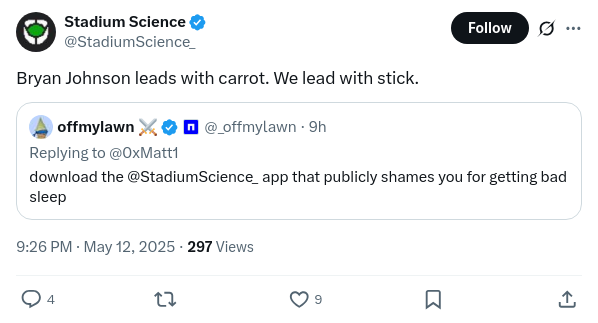 Stadium Science
@StadiumScience_
Follow
Bryan Johnson leads with carrot. We lead with stick.
offmylawn ⚔️ @_offmylawn · 9h
Replying to @0xMatt1
download the @StadiumScience_ app that publicly shames you for getting bad
sleep
9:26 PM · May 12, 2025 · 297 Views
4
9